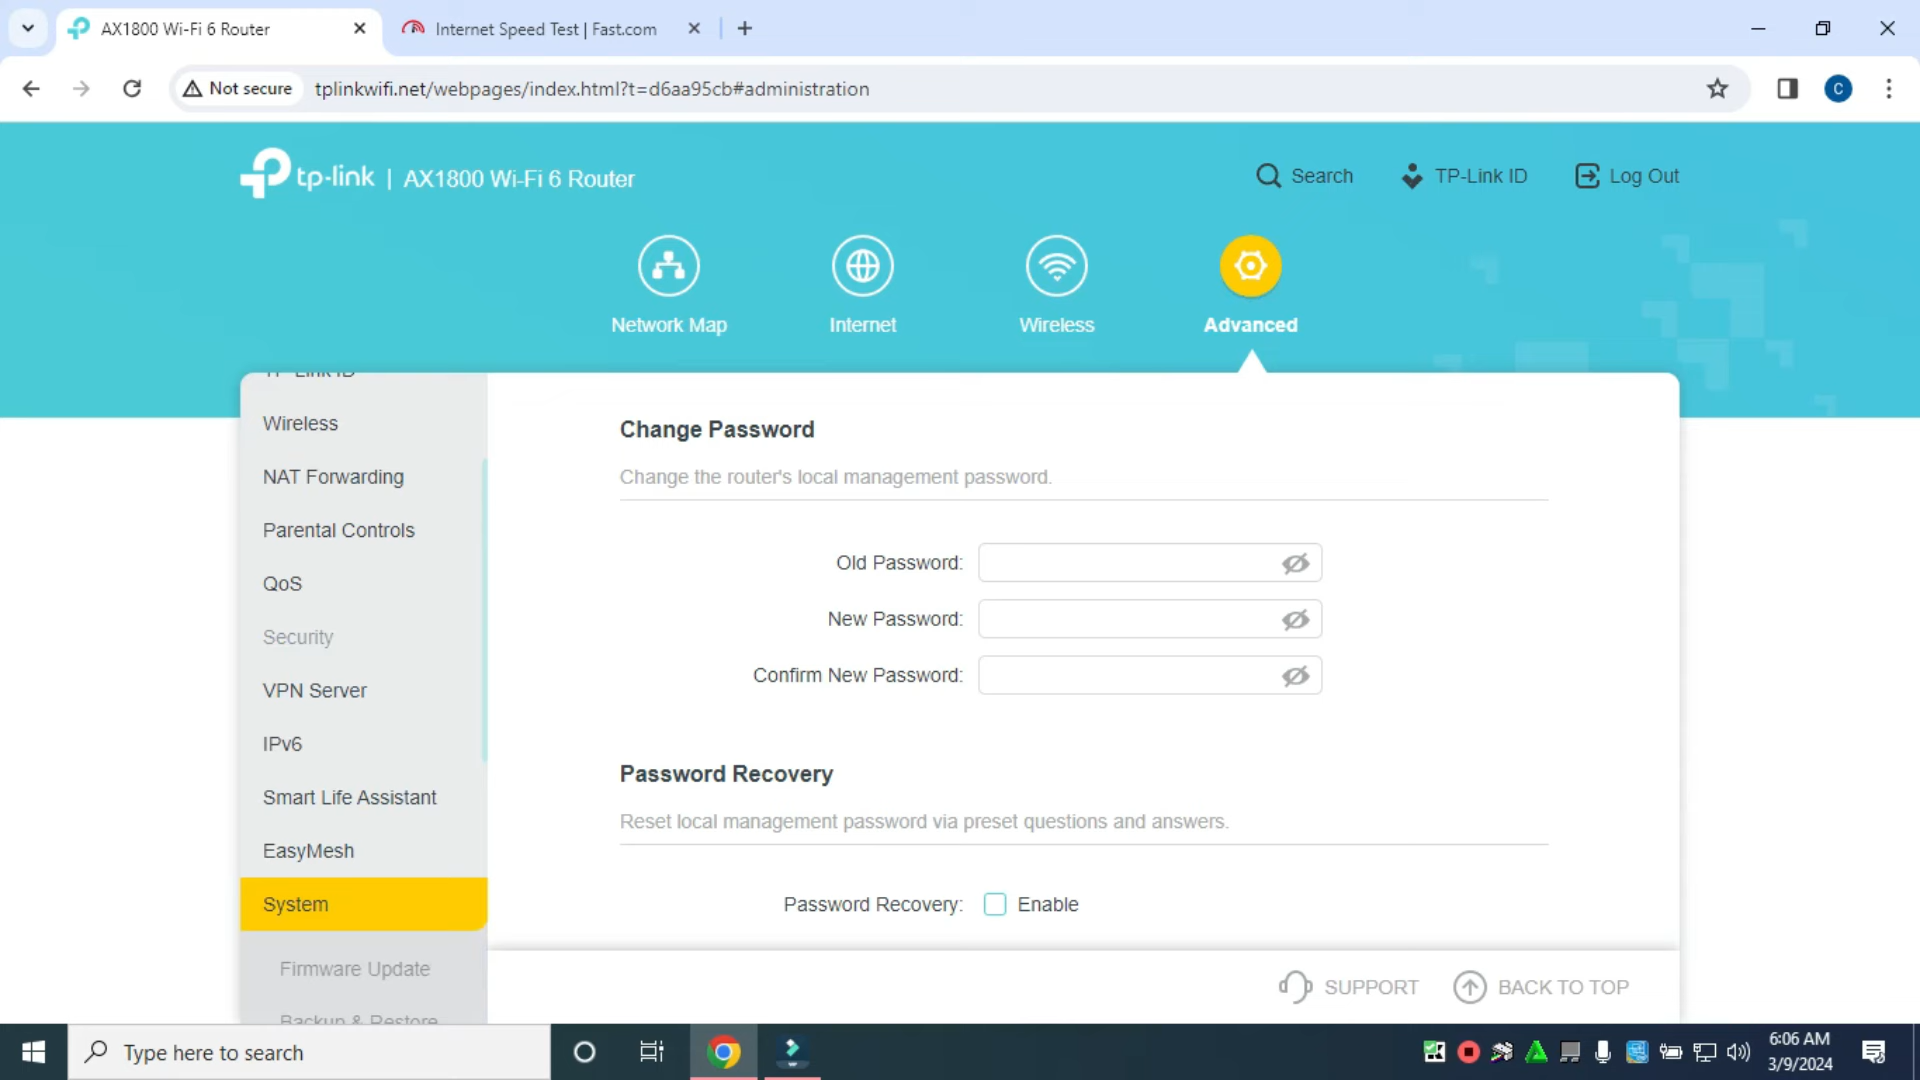 AX1800 Wi-Fi 6 Router
Internet Speed Test | Fast.com
Not secure
tplinkwifi.net/webpages/index.html?t=d6aa95cb#administration
C
tp-link | AX1800 Wi-Fi 6 Router
Search
TP-Link ID
Log Out
Network Map
Internet
Wireless
Advanced
TP-Link ID
Wireless
NAT Forwarding
Parental Controls
QoS
Security
VPN Server
IPv6
Smart Life Assistant
EasyMesh
System
Firmware Update
Backup & Restore
Change Password
Change the router's local management password.
Old Password:
New Password:
Confirm New Password:
Password Recovery
Reset local management password via preset questions and answers.
Password Recovery:
Enable
SUPPORT
BACK TO TOP
Type here to search
6:06 AM
3/9/2024